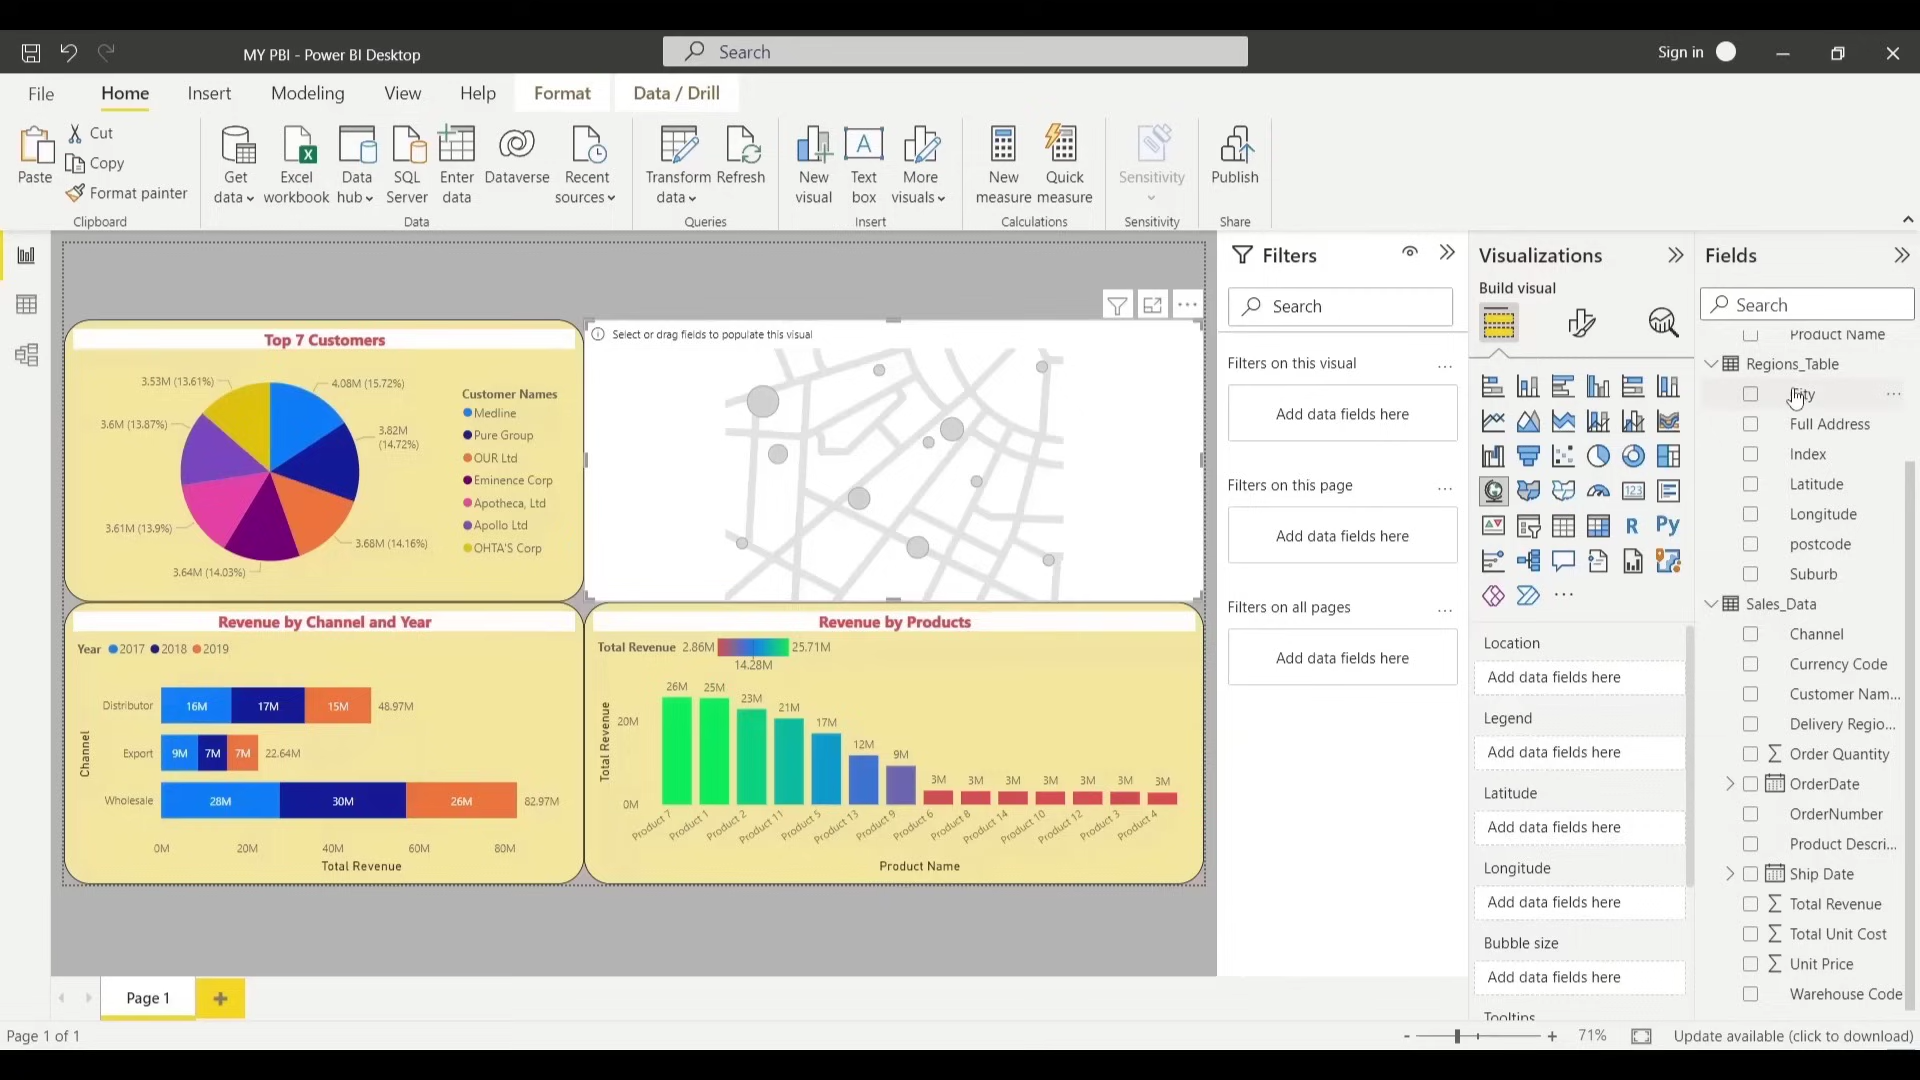 MY PBI - Power BI Desktop
Search
Sign in
File
Home
Insert
Modeling
View
Help
Format
Data / Drill
Paste
Cut
Copy
Format painter
Clipboard
Get data
Excel workbook
Data hub
SQL Server
Enter data
Dataverse
Recent sources
Data
Transform data
Refresh
Queries
New visual
Text box
More visuals
Insert
New measure
Quick measure
Calculations
Sensitivity
Sensitivity
Publish
Share
Top 7 Customers
3.53M (13.61%)
4.08M (15.72%)
3.6M (13.87%)
3.82M
(14.72%)
3.61M (13.9%)
3.68M (14.16%)
3.64M (14.03%)
Customer Names
Medline
Pure Group
OUR Ltd
Eminence Corp
Apotheca, Ltd
Apollo Ltd
OHTA'S Corp
Select or drag fields to populate this visual
Revenue by Channel and Year
Year 2017 2018 2019
Channel
Distributor 16M 17M 15M 48.97M
Export 9M 7M 7M 22.64M
Wholesale 28M 30M 26M 82.97M
0M 20M 40M 60M 80M
Total Revenue
Revenue by Products
Total Revenue 2.86M 25.71M
14.28M
Total Revenue
20M
0M
26M 25M 23M 21M 17M 12M 9M 3M 3M 3M 3M 3M 3M 3M
Product 7 Product 1 Product 2 Product 11 Product 5 Product 13 Product 9 Product 6 Product 8 Product 14 Product 10 Product 12 Product 3 Product 4
Product Name
Filters
Search
Filters on this visual ...
Add data fields here
Filters on this page ...
Add data fields here
Filters on all pages ...
Add data fields here
Visualizations
Build visual
123
R
Py
...
Location
Add data fields here
Legend
Add data fields here
Latitude
Add data fields here
Longitude
Add data fields here
Bubble size
Add data fields here
Tooltips
Fields
Search
Product Name
Regions_Table
City ...
Full Address
Index
Latitude
Longitude
postcode
Suburb
Sales_Data
Channel
Currency Code
Customer Nam...
Delivery Regio...
Σ Order Quantity
OrderDate
OrderNumber
Product Descri...
Ship Date
Σ Total Revenue
Σ Total Unit Cost
Σ Unit Price
Warehouse Code
Page 1
+
Page 1 of 1
- + 71%
Update available (click to download)